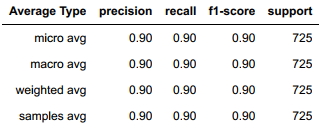 Average Type precision recall f1-score support
micro avg 0.90 0.90 0.90 725
macro avg 0.90 0.90 0.90 725
weighted avg 0.90 0.90 0.90 725
samples avg 0.90 0.90 0.90 725